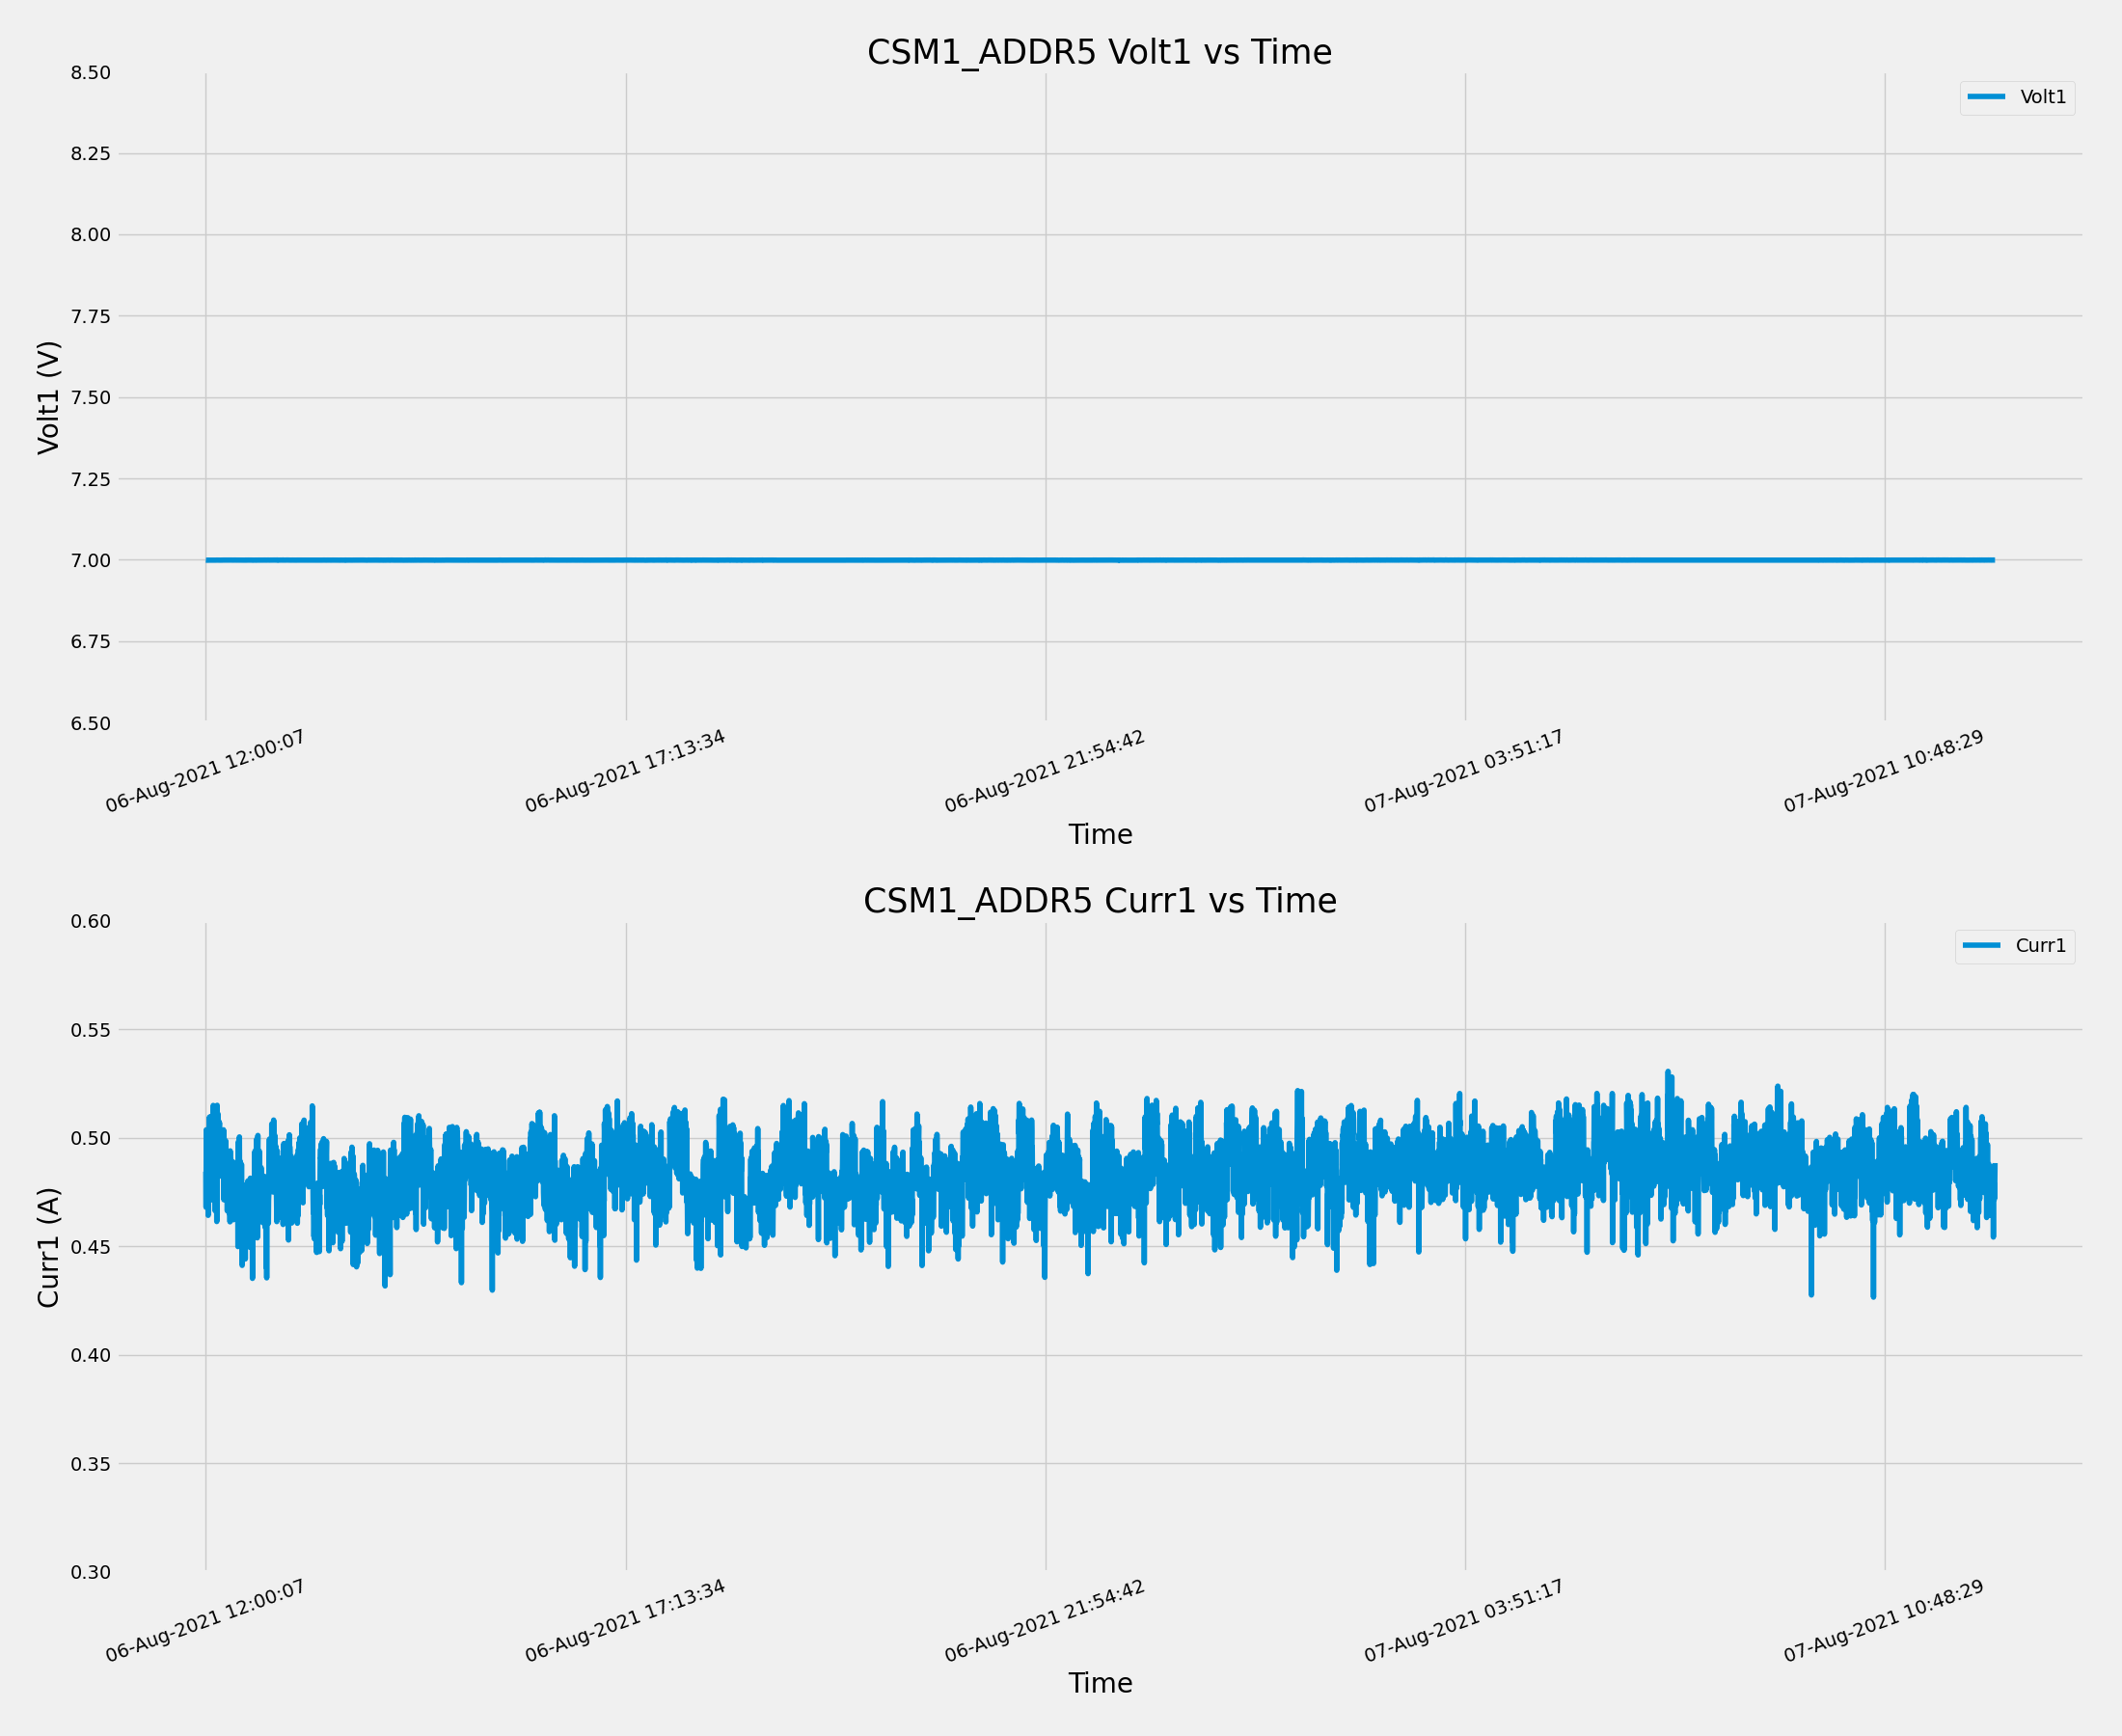 CSM1_ADDR5 Volt1 vs Time
8.50
Volt1
8.25
8.00
7.75
7.50
7.25
7.00
6.75
6.50
Volt1 (V)
06-Aug-2021 12:00:07
06-Aug-2021 17:13:34
06-Aug-2021 21:54:42
07-Aug-2021 03:51:17
07-Aug-2021 10:48:29
Time
CSM1_ADDR5 Curr1 vs Time
0.60
Curr1
0.55
0.50
0.45
0.40
0.35
0.30
Curr1 (A)
06-Aug-2021 12:00:07
06-Aug-2021 17:13:34
06-Aug-2021 21:54:42
07-Aug-2021 03:51:17
07-Aug-2021 10:48:29
Time